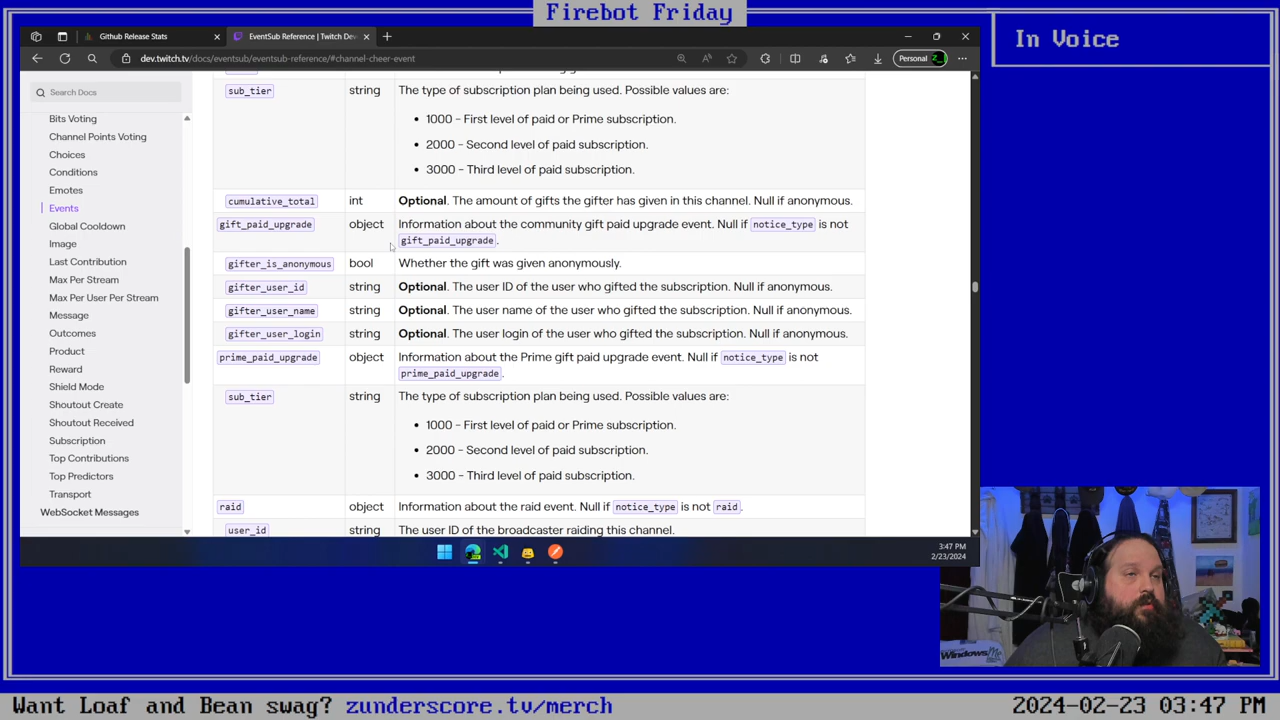 Firebot Friday
In Voice
Github Release Stats
EventSub Reference | Twitch Dev
dev.twitch.tv/docs/eventsub/eventsub-reference/#channel-cheer-event
Personal
Search Docs
Bits Voting
Channel Points Voting
Choices
Conditions
Emotes
Events
Global Cooldown
Image
Last Contribution
Max Per Stream
Max Per User Per Stream
Message
Outcomes
Product
Reward
Shield Mode
Shoutout Create
Shoutout Received
Subscription
Top Contributions
Top Predictors
Transport
WebSocket Messages
sub_tier string The type of subscription plan being used. Possible values are:
• 1000 – First level of paid or Prime subscription.
• 2000 – Second level of paid subscription.
• 3000 – Third level of paid subscription.
cumulative_total int Optional. The amount of gifts the gifter has given in this channel. Null if anonymous.
gift_paid_upgrade object Information about the community gift paid upgrade event. Null if notice_type is not
gift_paid_upgrade.
gifter_is_anonymous bool Whether the gift was given anonymously.
gifter_user_id string Optional. The user ID of the user who gifted the subscription. Null if anonymous.
gifter_user_name string Optional. The user name of the user who gifted the subscription. Null if anonymous.
gifter_user_login string Optional. The user login of the user who gifted the subscription. Null if anonymous.
prime_paid_upgrade object Information about the Prime gift paid upgrade event. Null if notice_type is not
prime_paid_upgrade.
sub_tier string The type of subscription plan being used. Possible values are:
• 1000 – First level of paid or Prime subscription.
• 2000 – Second level of paid subscription.
• 3000 – Third level of paid subscription.
raid object Information about the raid event. Null if notice_type is not raid.
user_id string The user ID of the broadcaster raiding this channel.
3:47 PM
2/23/2024
Windows Me
Want Loaf and Bean swag? zunderscore.tv/merch
2024-02-23 03:47 PM